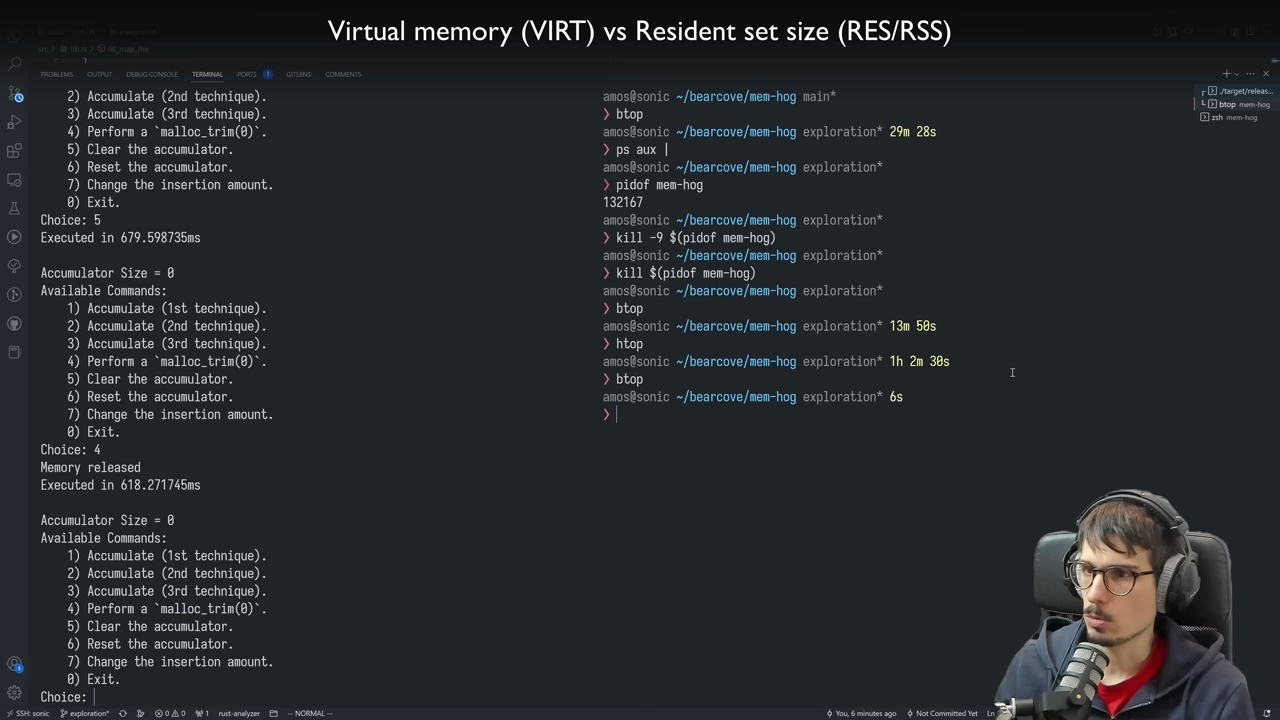 Virtual memory (VIRT) vs Resident set size (RES/RSS)
PROBLEMS OUTPUT DEBUG CONSOLE TERMINAL PORTS 1 GITLENS COMMENTS
2) Accumulate (2nd technique).
3) Accumulate (3rd technique).
4) Perform a `malloc_trim(0)`.
5) Clear the accumulator.
6) Reset the accumulator.
7) Change the insertion amount.
0) Exit.
Choice: 5
Executed in 679.598735ms
Accumulator Size = 0
Available Commands:
1) Accumulate (1st technique).
2) Accumulate (2nd technique).
3) Accumulate (3rd technique).
4) Perform a `malloc_trim(0)`.
5) Clear the accumulator.
6) Reset the accumulator.
7) Change the insertion amount.
0) Exit.
Choice: 4
Memory released
Executed in 618.271745ms
Accumulator Size = 0
Available Commands:
1) Accumulate (1st technique).
2) Accumulate (2nd technique).
3) Accumulate (3rd technique).
4) Perform a `malloc_trim(0)`.
5) Clear the accumulator.
6) Reset the accumulator.
7) Change the insertion amount.
0) Exit.
Choice:
amos@sonic ~/bearcove/mem-hog main*
❯ btop
amos@sonic ~/bearcove/mem-hog exploration* 29m 28s
❯ ps aux |
amos@sonic ~/bearcove/mem-hog exploration*
❯ pidof mem-hog
132167
amos@sonic ~/bearcove/mem-hog exploration*
❯ kill -9 $(pidof mem-hog)
amos@sonic ~/bearcove/mem-hog exploration*
❯ kill $(pidof mem-hog)
amos@sonic ~/bearcove/mem-hog exploration*
❯ btop
amos@sonic ~/bearcove/mem-hog exploration* 13m 50s
❯ htop
amos@sonic ~/bearcove/mem-hog exploration* 1h 2m 30s
❯ btop
amos@sonic ~/bearcove/mem-hog exploration* 6s
❯
./target/releas...
btop mem-hog
zsh mem-hog
SSH: sonic exploration* 0 0 1 rust-analyzer -- NORMAL -- You, 6 minutes ago Not Committed Yet